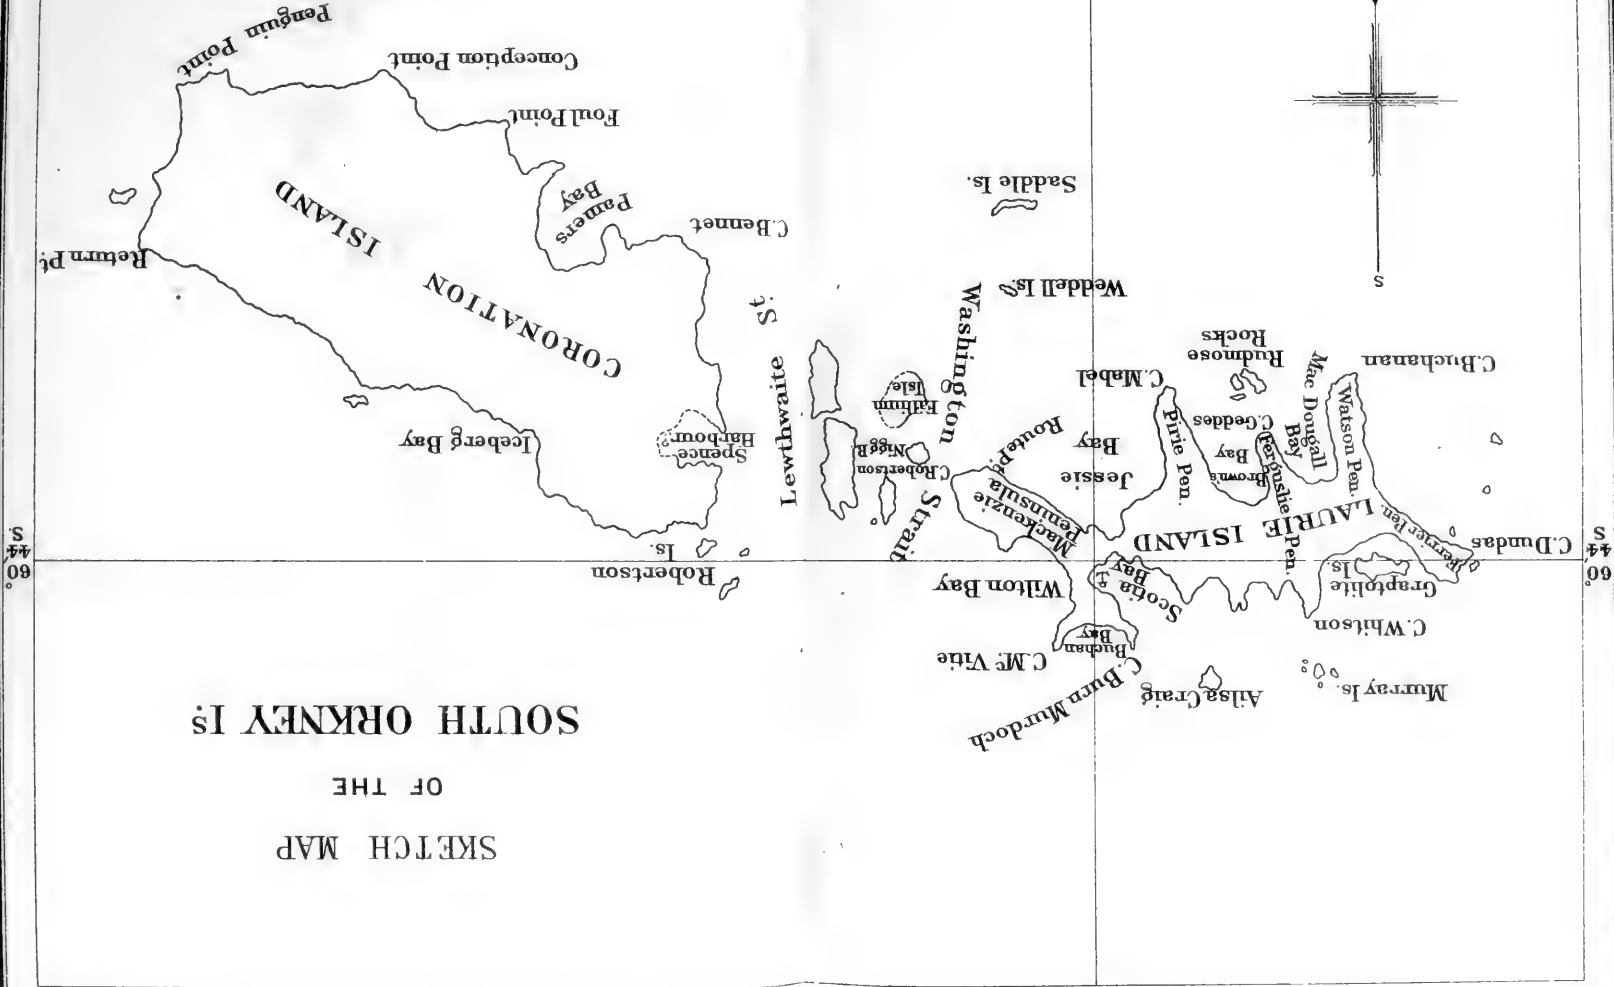 SKETCH MAP
OF THE
SOUTH ORKNEY Is.
C. Burn Murdoch
Murray Is.
Ailsa Craig
C. Mc. Vitie
Buchan
Bay
C. Whitson
Scotia
Bay
Wilton Bay
Graptolite
Is.
Robertson
Is.
60°
44'
S.
60°
44'
S.
C. Dundas
Ferrier Pen.
LAURIE ISLAND
Mackenzie
Peninsula
Route Pt.
Washington
Strait
Ferguslie Pen.
Watson Pen.
Mac Dougall
Bay
Brown's
Bay
C. Geddes
Pirie Pen.
Jessie
Bay
C. Mabel
C. Buchanan
Rudmose
Rocks
C. Robertson
Nigg R
Fallium
Isle.
Lewthwaite St.
Spence
Harbour
Iceberg Bay
CORONATION
ISLAND
Weddell Is.
Saddle Is.
S
C. Bennet
Pamers
Bay
Return Pt.
Foul Point
Conception Point
Penguin Point